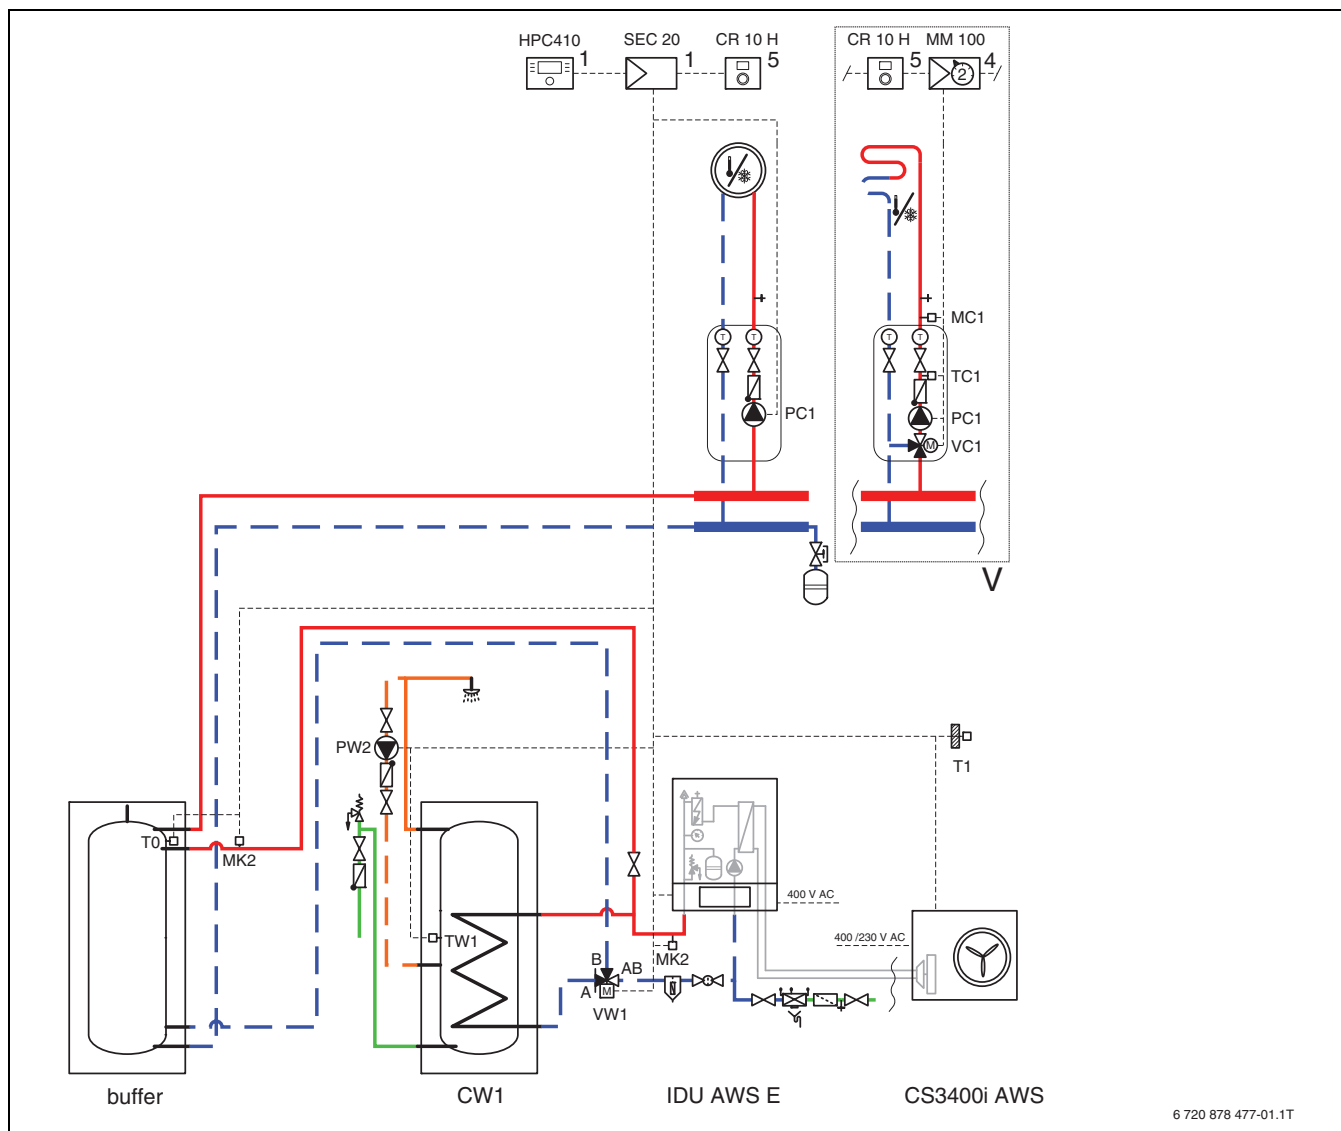 HPC410 SEC 20 CR 10 H CR 10 H MM 100
1 1 5 5 2 4
MC1
T T T T
TC1
PC1 PC1
M VC1
V
PW2
T1
T0
MK2
400 V AC
TW1
400 /230 V AC
B AB MK2
A M
VW1
N
buffer CW1 IDU AWS E CS3400i AWS
6 720 878 477-01.1T